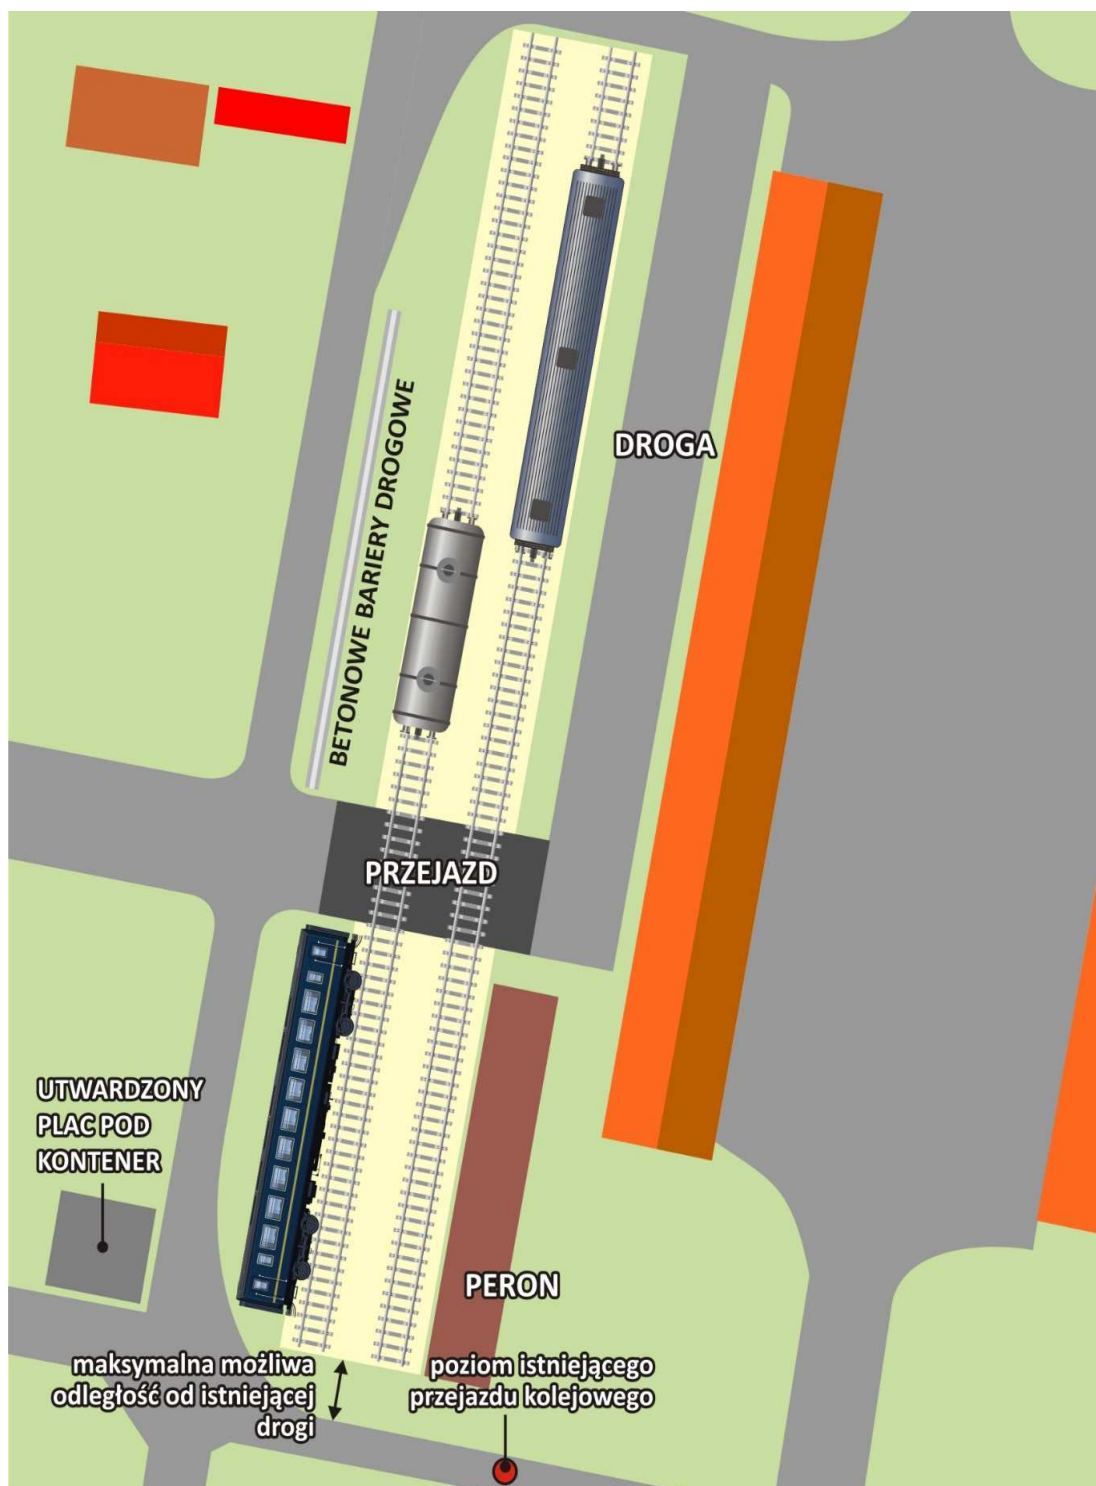 DROGA
BETONOWE BARIERY DROGOWE
PRZEJAZD
UTWARDZONY
PLAC POD
KONTENER
PERON
maksymalna możliwa
odległość od istniejącej
drogi
poziom istniejącego
przejazdu kolejowego